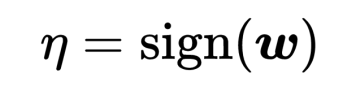 η = sign(𝒘)